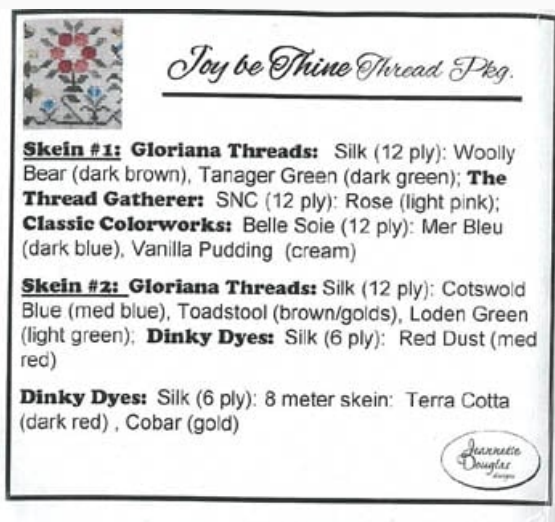 Joy be Thine Thread Pkg.
Skein #1: Gloriana Threads: Silk (12 ply): Woolly
Bear (dark brown), Tanager Green (dark green); The
Thread Gatherer: SNC (12 ply): Rose (light pink);
Classic Colorworks: Belle Soie (12 ply): Mer Bleu
(dark blue), Vanilla Pudding (cream)
Skein #2: Gloriana Threads: Silk (12 ply): Cotswold
Blue (med blue), Toadstool (brown/golds), Loden Green
(light green); Dinky Dyes: Silk (6 ply): Red Dust (med
red)
Dinky Dyes: Silk (6 ply): 8 meter skein: Terra Cotta
(dark red) , Cobar (gold)
Jeannette
Douglas
designs